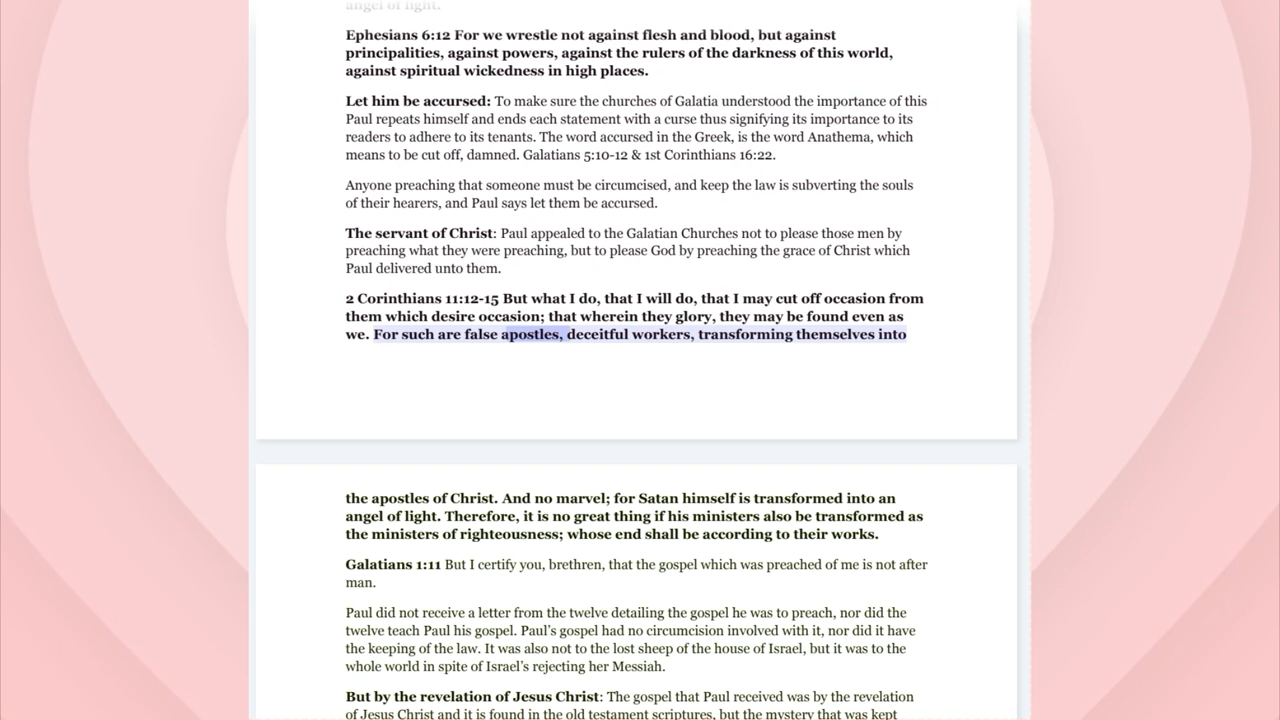 angel of light.
Ephesians 6:12 For we wrestle not against flesh and blood, but against
principalities, against powers, against the rulers of the darkness of this world,
against spiritual wickedness in high places.
Let him be accursed: To make sure the churches of Galatia understood the importance of this
Paul repeats himself and ends each statement with a curse thus signifying its importance to its
readers to adhere to its tenants. The word accursed in the Greek, is the word Anathema, which
means to be cut off, damned. Galatians 5:10-12 & 1st Corinthians 16:22.
Anyone preaching that someone must be circumcised, and keep the law is subverting the souls
of their hearers, and Paul says let them be accursed.
The servant of Christ: Paul appealed to the Galatian Churches not to please those men by
preaching what they were preaching, but to please God by preaching the grace of Christ which
Paul delivered unto them.
2 Corinthians 11:12-15 But what I do, that I will do, that I may cut off occasion from
them which desire occasion; that wherein they glory, they may be found even as
we. For such are false apostles, deceitful workers, transforming themselves into
the apostles of Christ. And no marvel; for Satan himself is transformed into an
angel of light. Therefore, it is no great thing if his ministers also be transformed as
the ministers of righteousness; whose end shall be according to their works.
Galatians 1:11 But I certify you, brethren, that the gospel which was preached of me is not after
man.
Paul did not receive a letter from the twelve detailing the gospel he was to preach, nor did the
twelve teach Paul his gospel. Paul's gospel had no circumcision involved with it, nor did it have
the keeping of the law. It was also not to the lost sheep of the house of Israel, but it was to the
whole world in spite of Israel's rejecting her Messiah.
But by the revelation of Jesus Christ: The gospel that Paul received was by the revelation
of Jesus Christ and it is found in the old testament scriptures, but the mystery that was kept